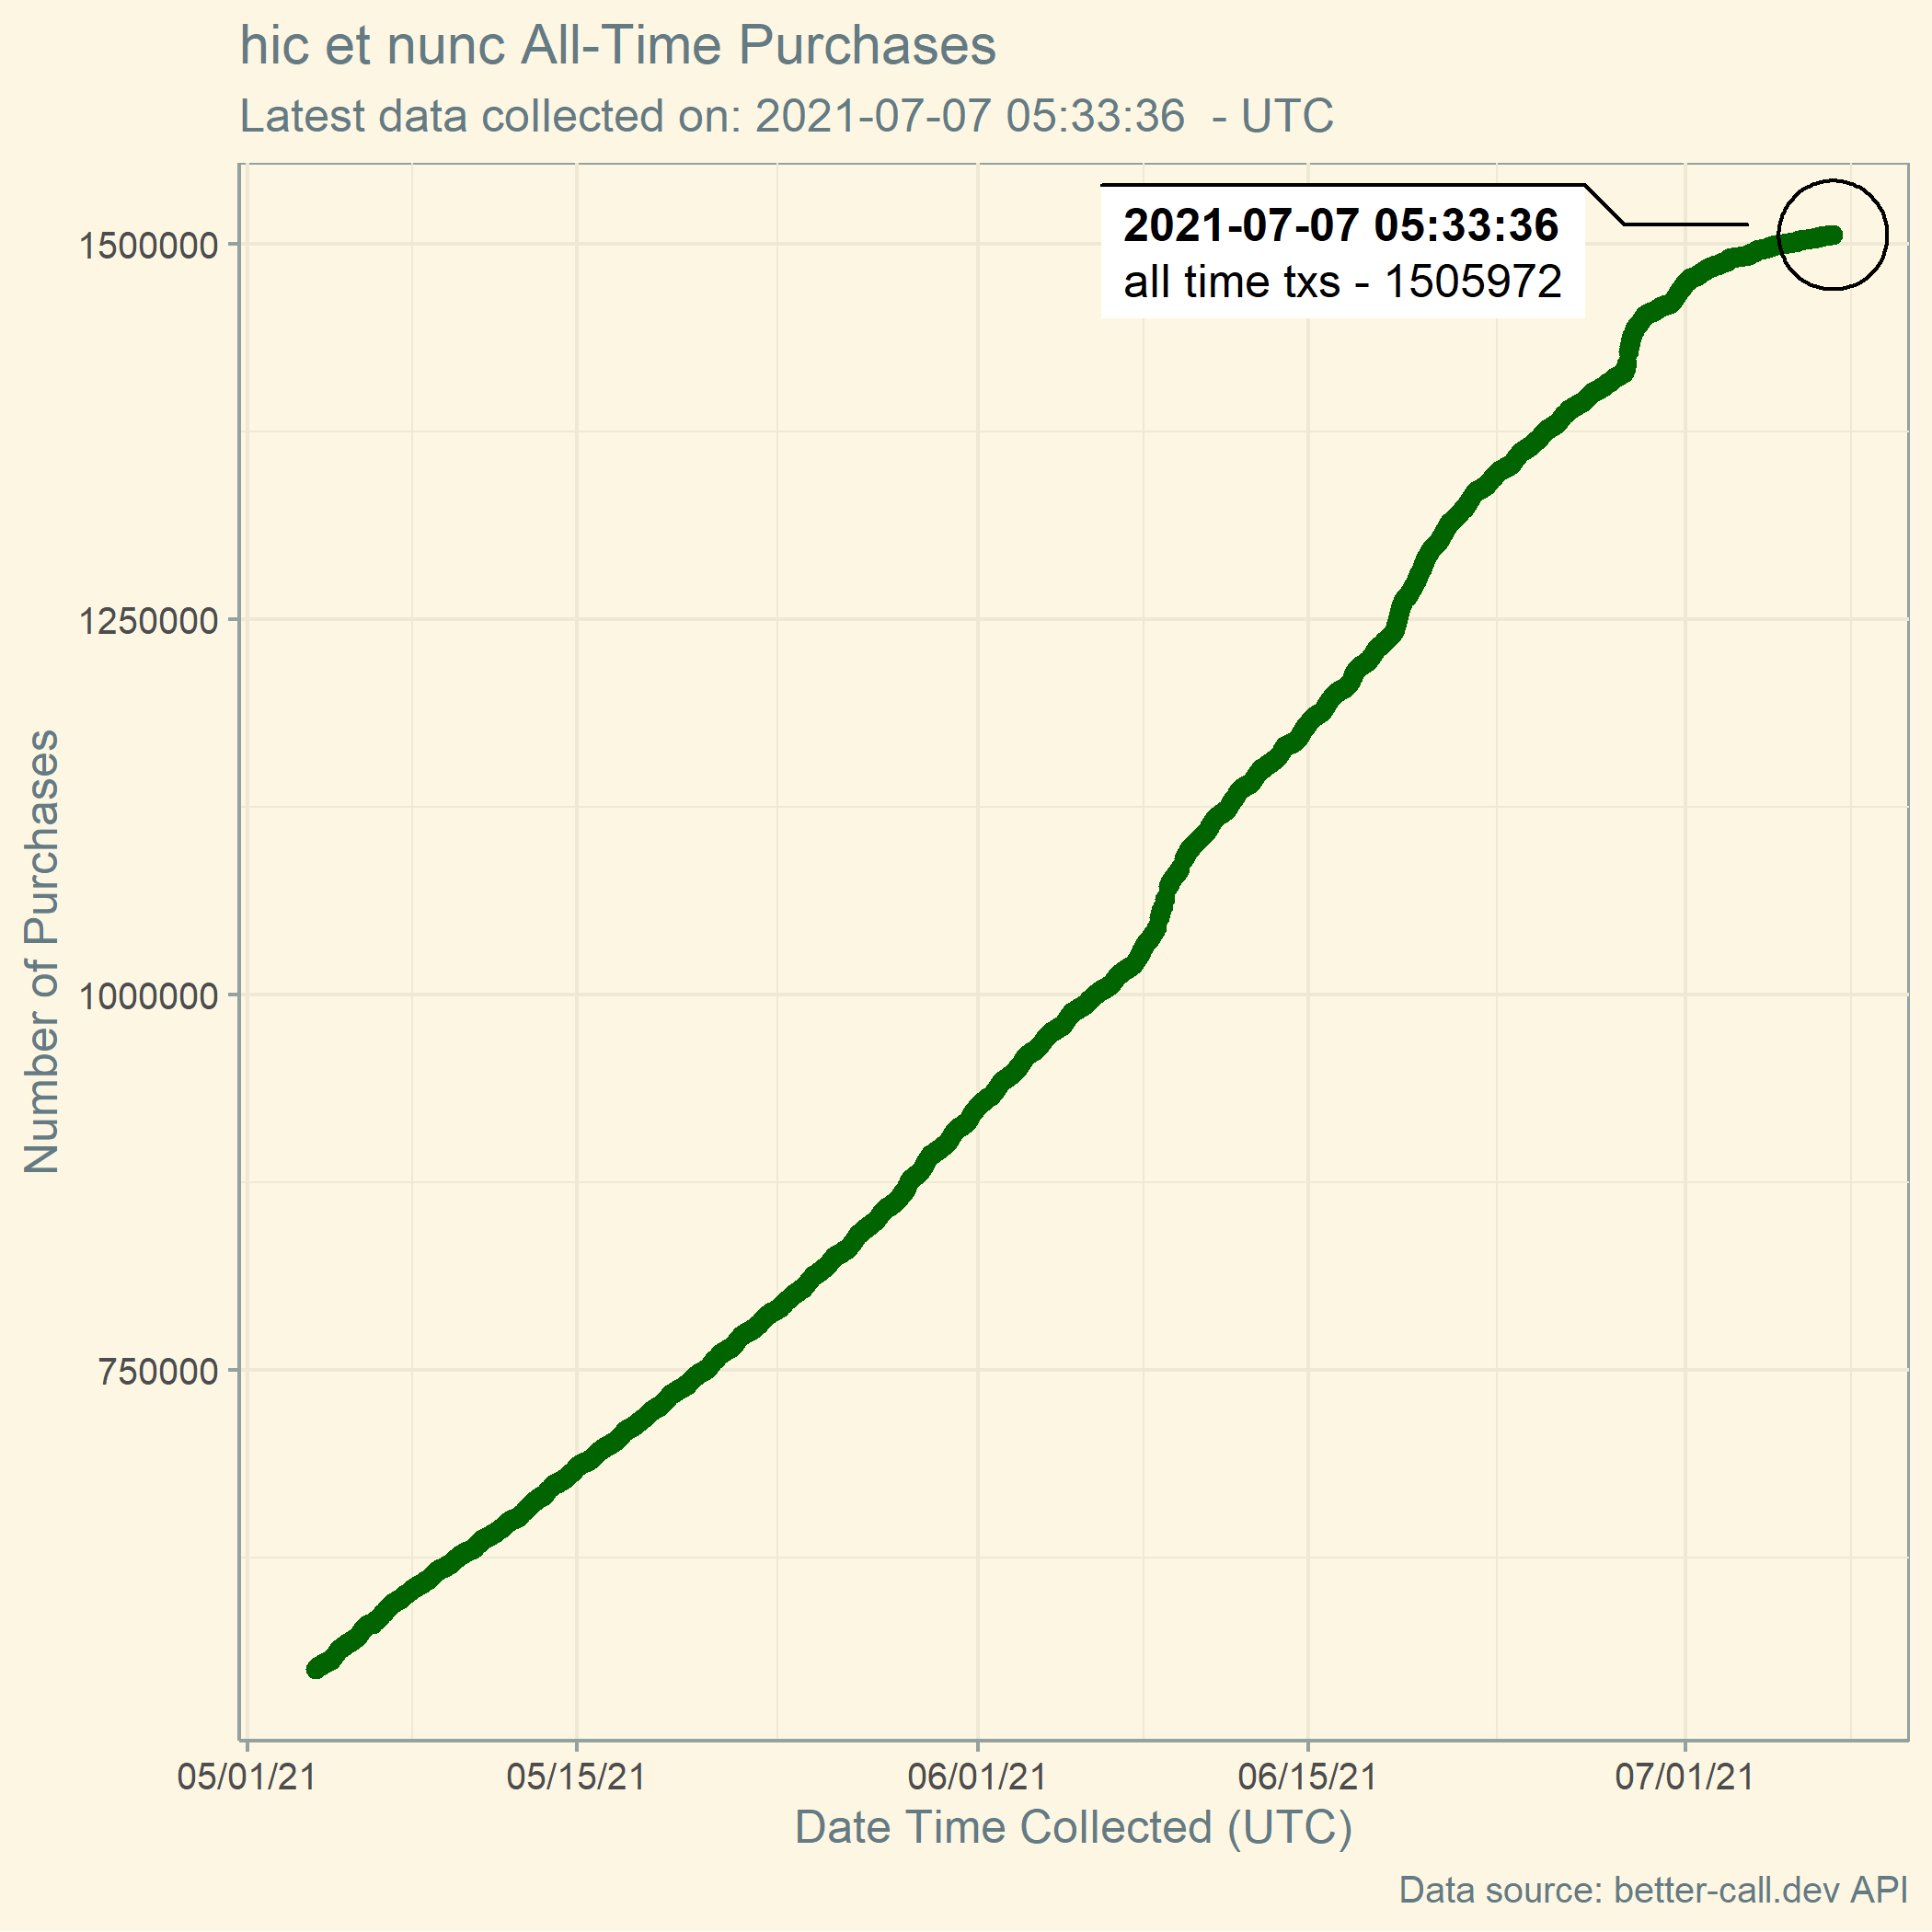 hic et nunc All-Time Purchases
Latest data collected on: 2021-07-07 05:33:36  - UTC
2021-07-07 05:33:36
all time txs - 1505972
1500000
1250000
1000000
750000
Number of Purchases
05/01/21
05/15/21
06/01/21
06/15/21
07/01/21
Date Time Collected (UTC)
Data source: better-call.dev API